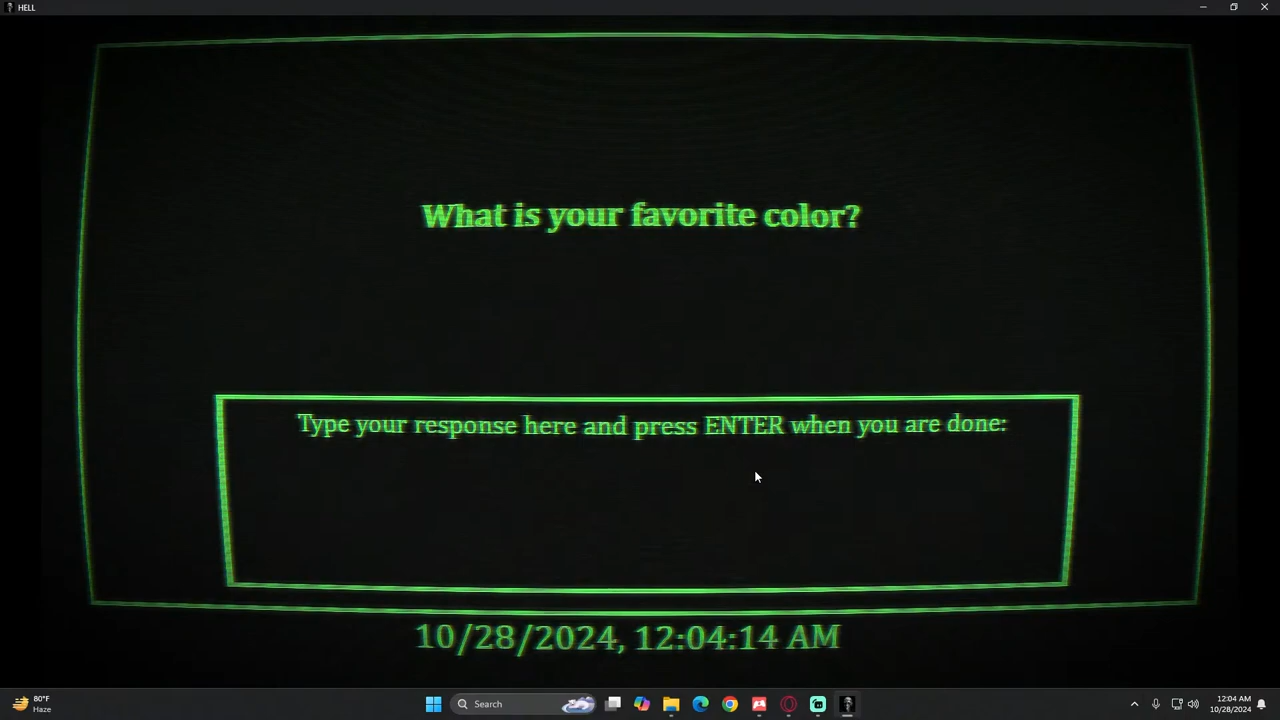 HELL
What is your favorite color?
Type your response here and press ENTER when you are done:
10/28/2024, 12:04:14 AM
80°F
Haze
Search
12:04 AM
10/28/2024